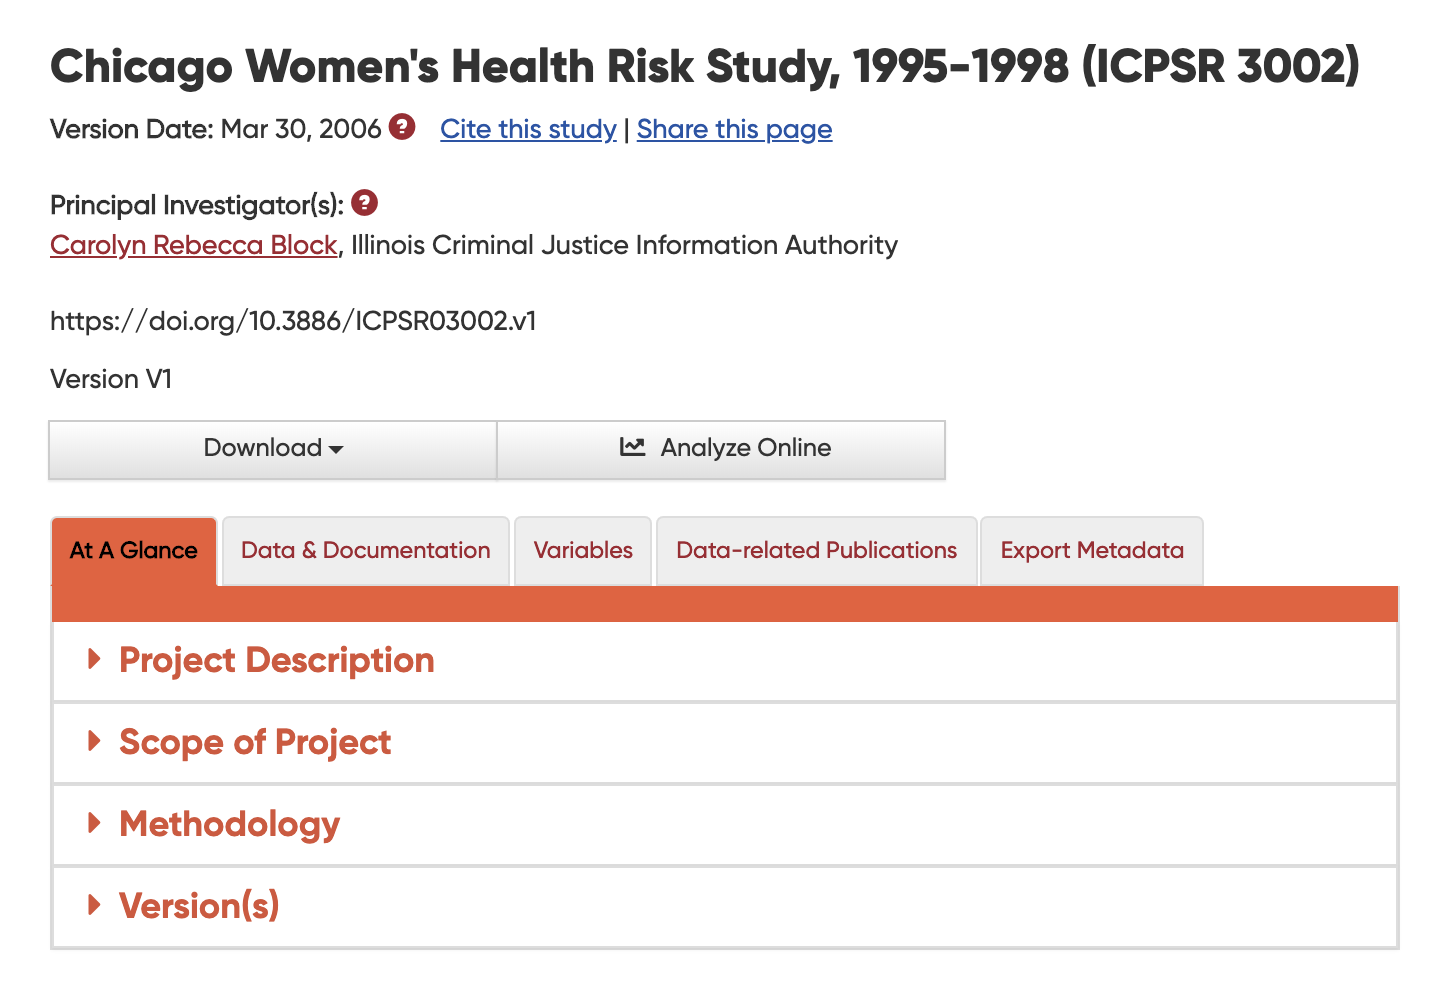 Chicago Women's Health Risk Study, 1995-1998 (ICPSR 3002)
Version Date: Mar 30, 2006 ? Cite this study | Share this page
Principal Investigator(s): ?
Carolyn Rebecca Block, Illinois Criminal Justice Information Authority
https://doi.org/10.3886/ICPSR03002.v1
Version V1
Download Analyze Online
At A Glance Data & Documentation Variables Data-related Publications Export Metadata
Project Description
Scope of Project
Methodology
Version(s)